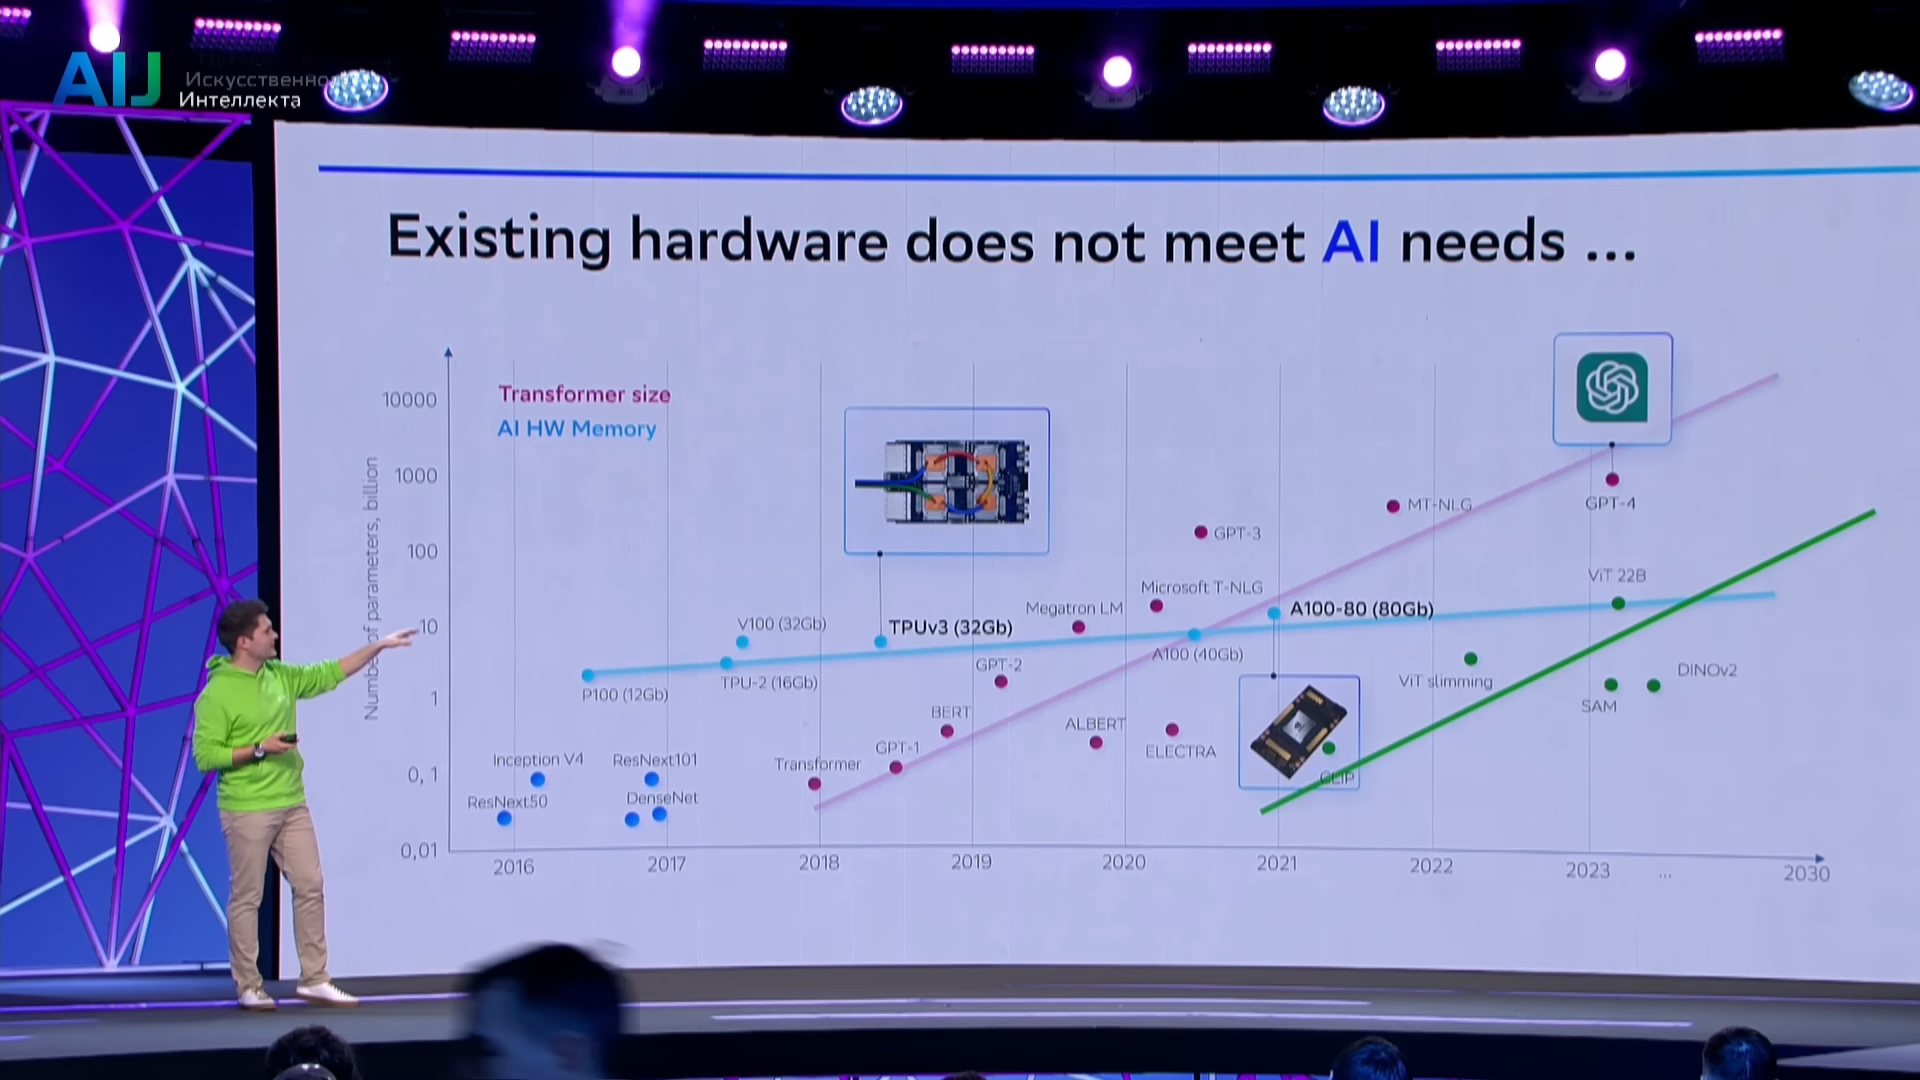 AIJ
Искусственно
Интеллекта
Existing hardware does not meet AI needs ...
Transformer size
AI HW Memory
Number of parameters, billion
10000
1000
100
10
1
0, 1
0,01
2016
2017
2018
2019
2020
2021
2022
2023
...
2030
ResNext50
Inception V4
ResNext101
DenseNet
P100 (12Gb)
TPU-2 (16Gb)
V100 (32Gb)
TPUv3 (32Gb)
A100 (40Gb)
A100-80 (80Gb)
Transformer
GPT-1
BERT
GPT-2
Megatron LM
ALBERT
Microsoft T-NLG
ELECTRA
GPT-3
MT-NLG
GPT-4
CLIP
ViT slimming
ViT 22B
SAM
DINOv2